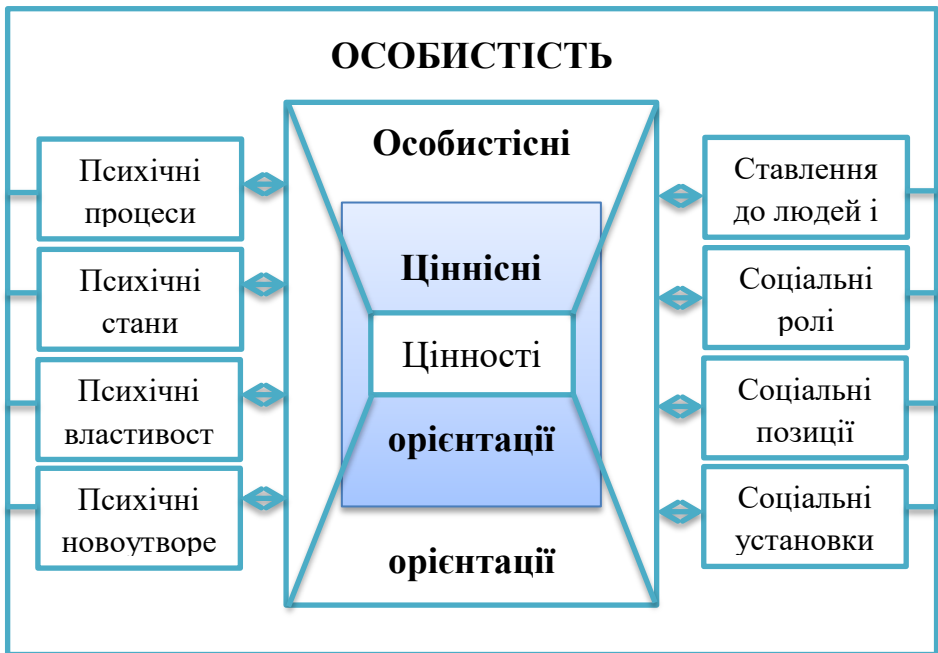 ОСОБИСТІСТЬ
Психічні
процеси
Психічні
стани
Психічні
властивост
Психічні
новоутворе
Особистісні
Ціннісні
Цінності
орієнтації
орієнтації
Ставлення
до людей і
Соціальні
ролі
Соціальні
позиції
Соціальні
установки